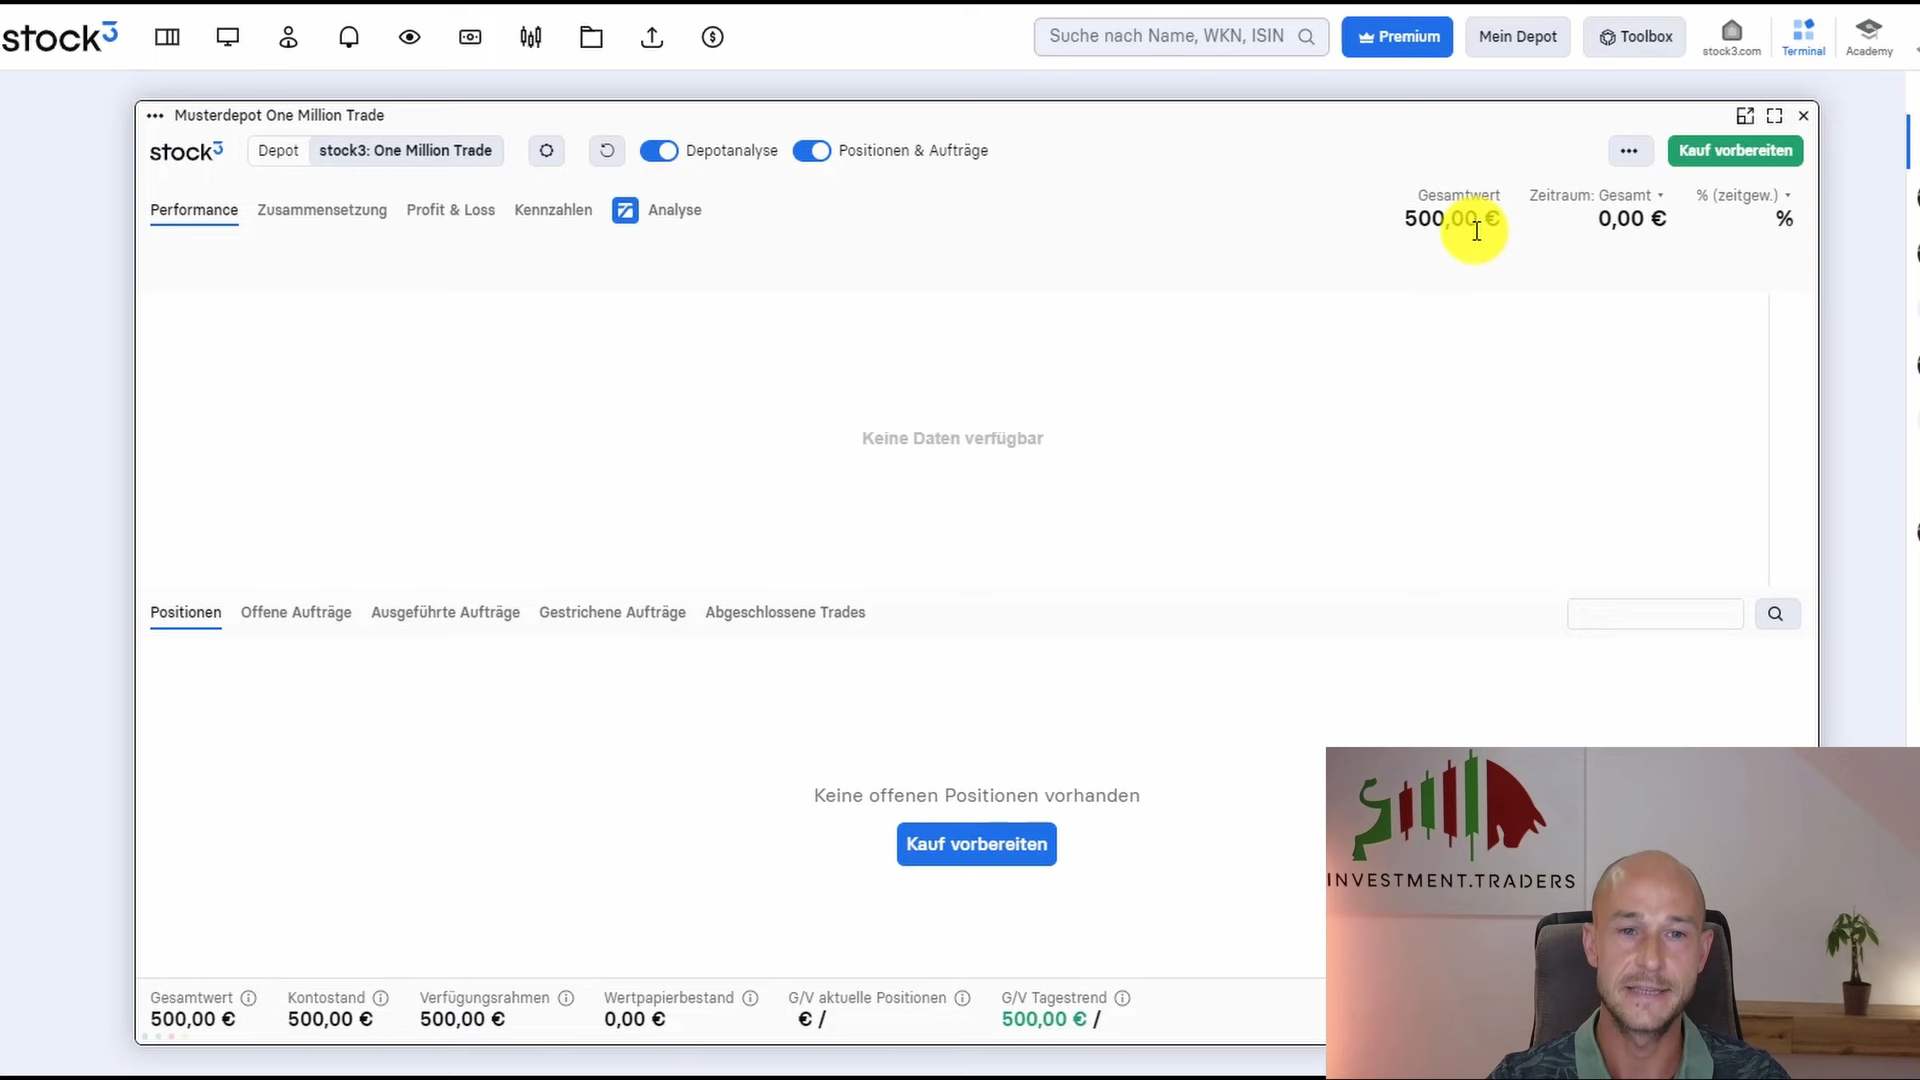 stock3
Suche nach Name, WKN, ISIN
Premium
Mein Depot
Toolbox
stock3.com
Terminal
Academy
Musterdepot One Million Trade
stock3
Depot
stock3: One Million Trade
Depotanalyse
Positionen & Aufträge
Kauf vorbereiten
Performance
Zusammensetzung
Profit & Loss
Kennzahlen
Analyse
Gesamtwert
500,00 €
Zeitraum: Gesamt
0,00 €
% (zeitgew.)
%
Keine Daten verfügbar
Positionen
Offene Aufträge
Ausgeführte Aufträge
Gestrichene Aufträge
Abgeschlossene Trades
Keine offenen Positionen vorhanden
Kauf vorbereiten
Gesamtwert
500,00 €
Kontostand
500,00 €
Verfügungsrahmen
500,00 €
Wertpapierbestand
0,00 €
G/V aktuelle Positionen
€ /
G/V Tagestrend
500,00 € /
INVESTMENT.TRADERS